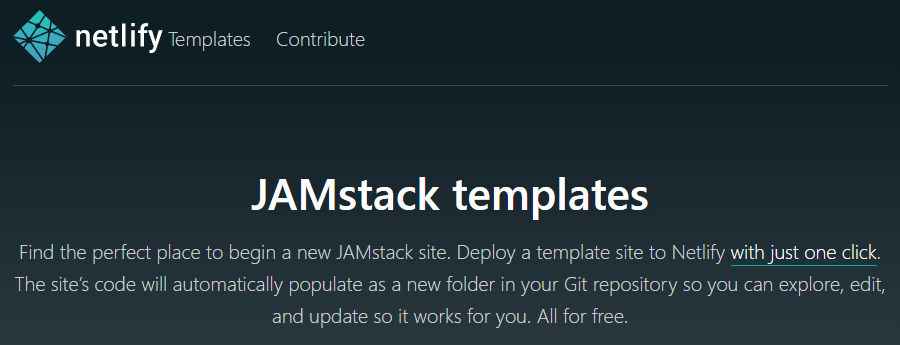 netlify Templates Contribute
JAMstack templates
Find the perfect place to begin a new JAMstack site. Deploy a template site to Netlify with just one click.
The site’s code will automatically populate as a new folder in your Git repository so you can explore, edit,
and update so it works for you. All for free.